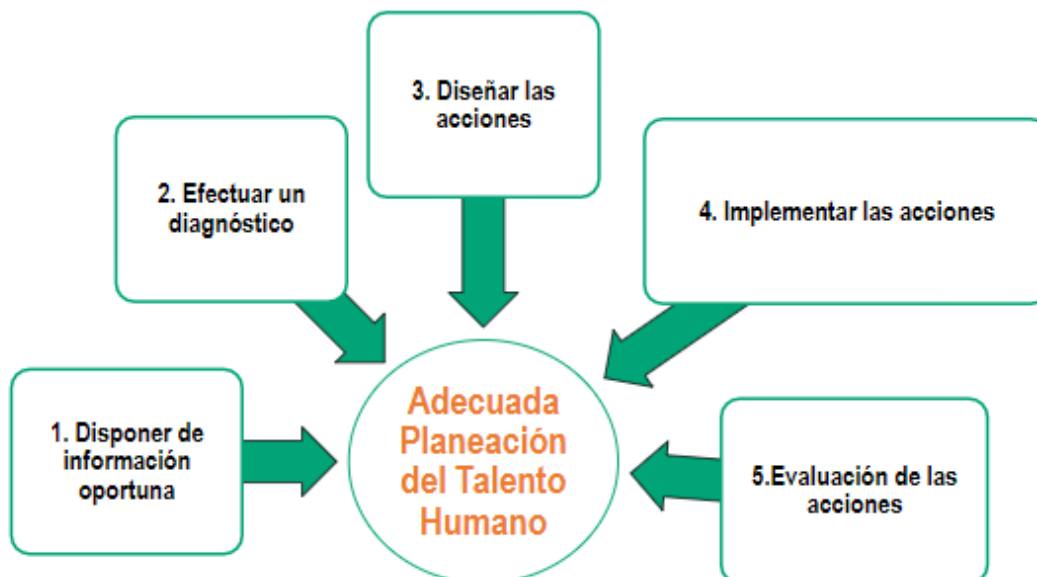 3. Diseñar las
acciones
2. Efectuar un
diagnóstico
4. Implementar las acciones
1. Disponer de
información
oportuna
Adecuada
Planeación
del Talento
Humano
5.Evaluación de las
acciones